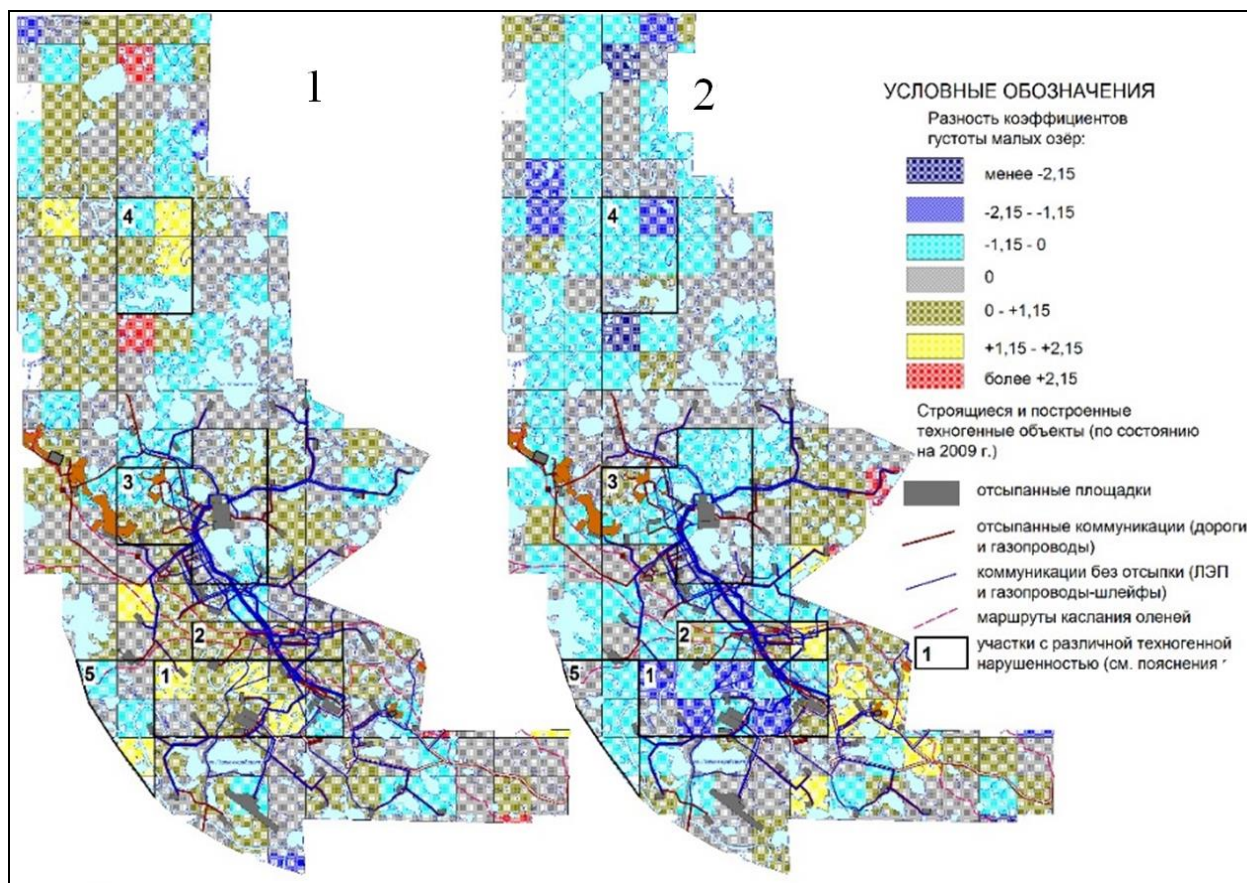 1
2
4
3
2
5
1
4
3
2
5
1
УСЛОВНЫЕ ОБОЗНАЧЕНИЯ
Разность коэффициентов
густоты малых озёр:
менее -2,15
-2,15 - -1,15
-1,15 - 0
0
0 - +1,15
+1,15 - +2,15
более +2,15
Строящиеся и построенные
техногенные объекты (по состоянию
на 2009 г.)
отсыпанные площадки
отсыпанные коммуникации (дороги
и газопроводы)
коммуникации без отсыпки (ЛЭП
и газопроводы-шлейфы)
маршруты каслания оленей
1
участки с различной техногенной
нарушенностью (см. пояснения